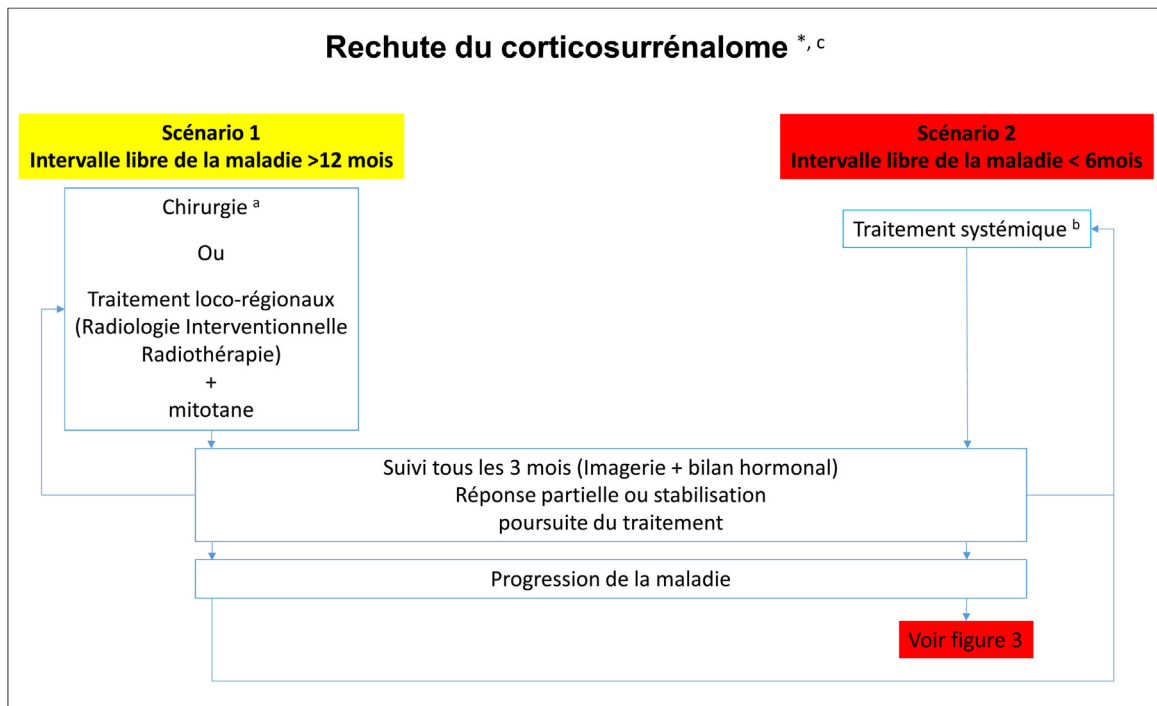 Rechute du corticosurrénalome *, c
Scénario 1
Intervalle libre de la maladie >12 mois
Chirurgie a
Ou
Traitement loco-régionaux
(Radiologie Interventionnelle
Radiothérapie)
+
mitotane
Scénario 2
Intervalle libre de la maladie < 6mois
Traitement systémique b
Suivi tous les 3 mois (Imagerie + bilan hormonal)
Réponse partielle ou stabilisation
poursuite du traitement
Progression de la maladie
Voir figure 3